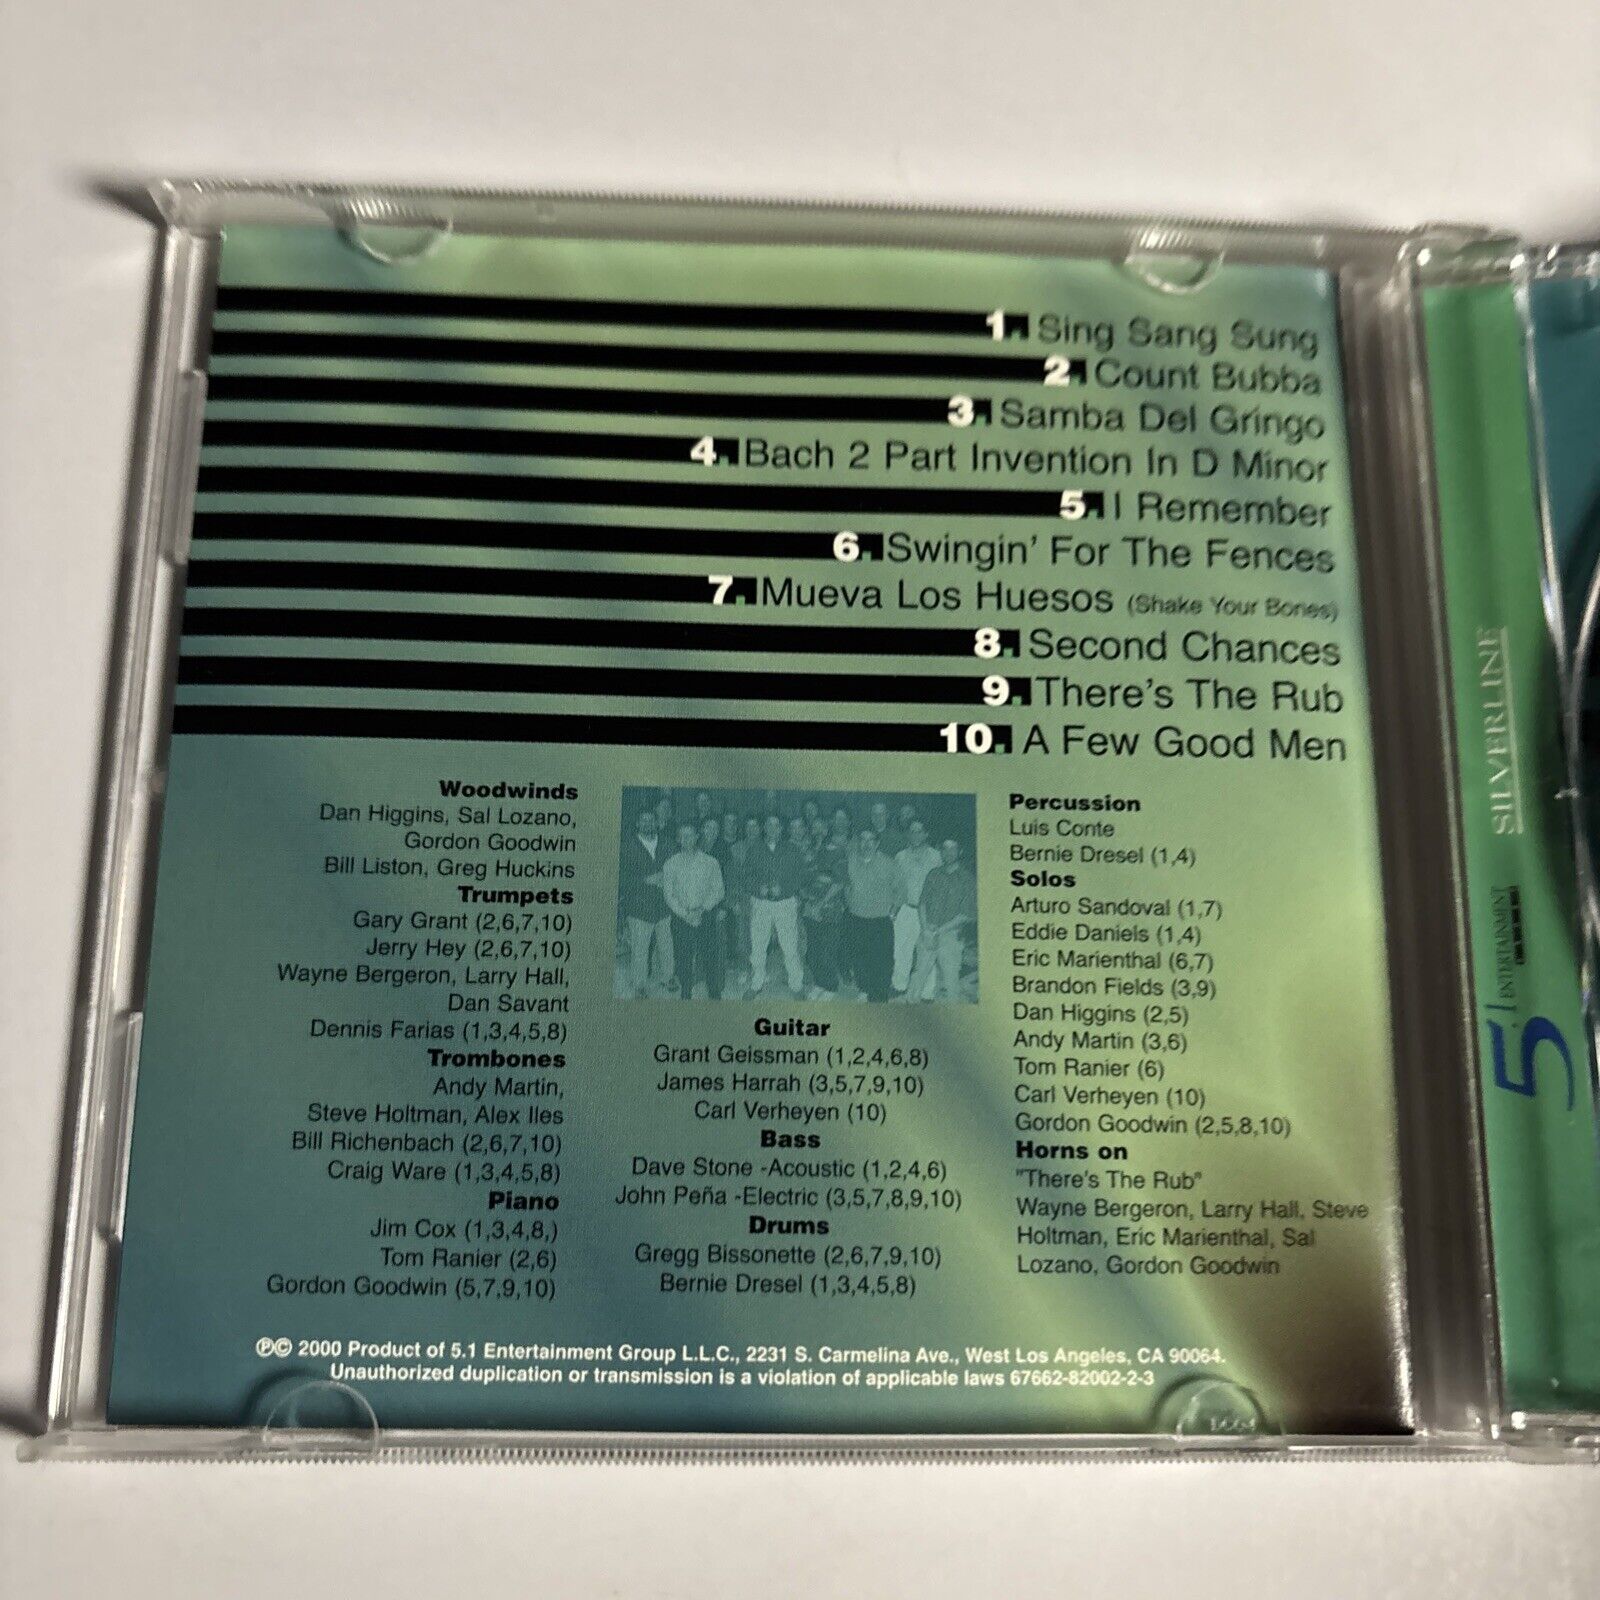 1. Sing Sang Sung
2. Count Bubba
3. Samba Del Gringo
4. Bach 2 Part Invention In D Minor
5. I Remember
6. Swingin' For The Fences
7. Mueva Los Huesos (Shake Your Bones)
8. Second Chances
9. There's The Rub
10. A Few Good Men
Woodwinds
Dan Higgins, Sal Lozano,
Gordon Goodwin
Bill Liston, Greg Huckins
Trumpets
Gary Grant (2,6,7,10)
Jerry Hey (2,6,7,10)
Wayne Bergeron, Larry Hall,
Dan Savant
Dennis Farias (1,3,4,5,8)
Trombones
Andy Martin,
Steve Holtman, Alex Iles
Bill Richenbach (2,6,7,10)
Craig Ware (1,3,4,5,8)
Piano
Jim Cox (1,3,4,8,)
Tom Ranier (2,6)
Gordon Goodwin (5,7,9,10)
Guitar
Grant Geissman (1,2,4,6,8)
James Harrah (3,5,7,9,10)
Carl Verheyen (10)
Bass
Dave Stone -Acoustic (1,2,4,6)
John Peña -Electric (3,5,7,8,9,10)
Drums
Gregg Bissonette (2,6,7,9,10)
Bernie Dresel (1,3,4,5,8)
Percussion
Luis Conte
Bernie Dresel (1,4)
Solos
Arturo Sandoval (1,7)
Eddie Daniels (1,4)
Eric Marienthal (6,7)
Brandon Fields (3,9)
Dan Higgins (2,5)
Andy Martin (3,6)
Tom Ranier (6)
Carl Verheyen (10)
Gordon Goodwin (2,5,8,10)
Horns on
"There's The Rub"
Wayne Bergeron, Larry Hall, Steve
Holtman, Eric Marienthal, Sal
Lozano, Gordon Goodwin
℗© 2000 Product of 5.1 Entertainment Group L.L.C., 2231 S. Carmelina Ave., West Los Angeles, CA 90064.
Unauthorized duplication or transmission is a violation of applicable laws 67662-82002-2-3
SILVERLINE
5.1 ENTERTAINMENT